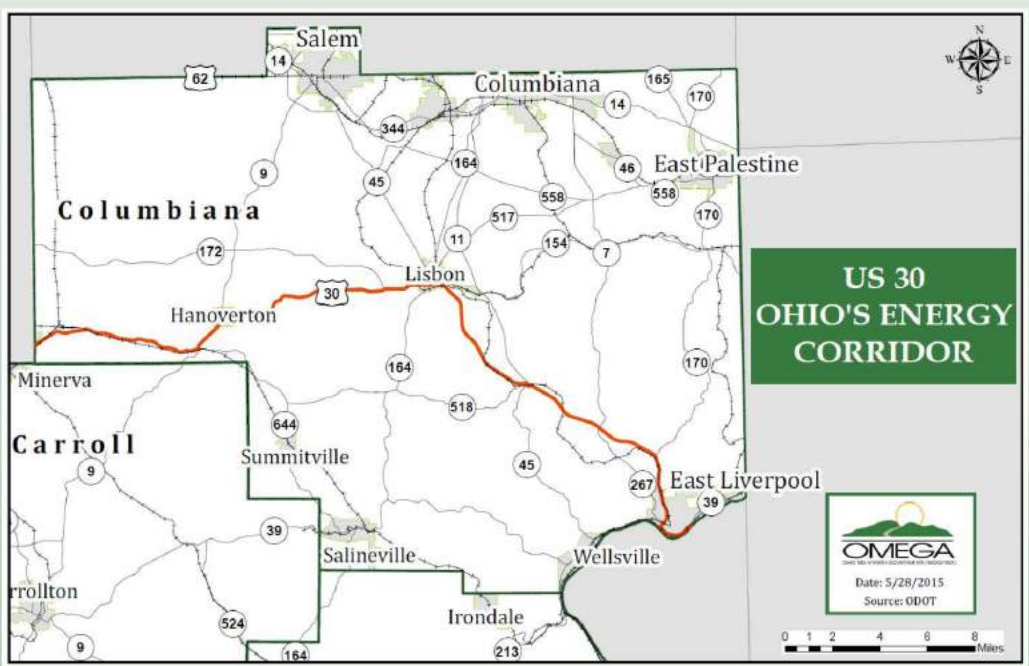 Salem
14
62
Columbiana
165
170
14
344
9
45
164
46
East Palestine
558
558
170
Columbiana
517
11
154
7
172
Lisbon
30
Hanoverton
US 30
OHIO'S ENERGY
CORRIDOR
Minerva
164
170
518
Carroll
644
9
Summitville
45
267
East Liverpool
39
39
Salineville
Wellsville
rrollton
524
Irondale
9
164
213
N
W
E
S
OMEGA
Date: 5/28/2015
Source: ODOT
0 1 2 4 6 8
Miles